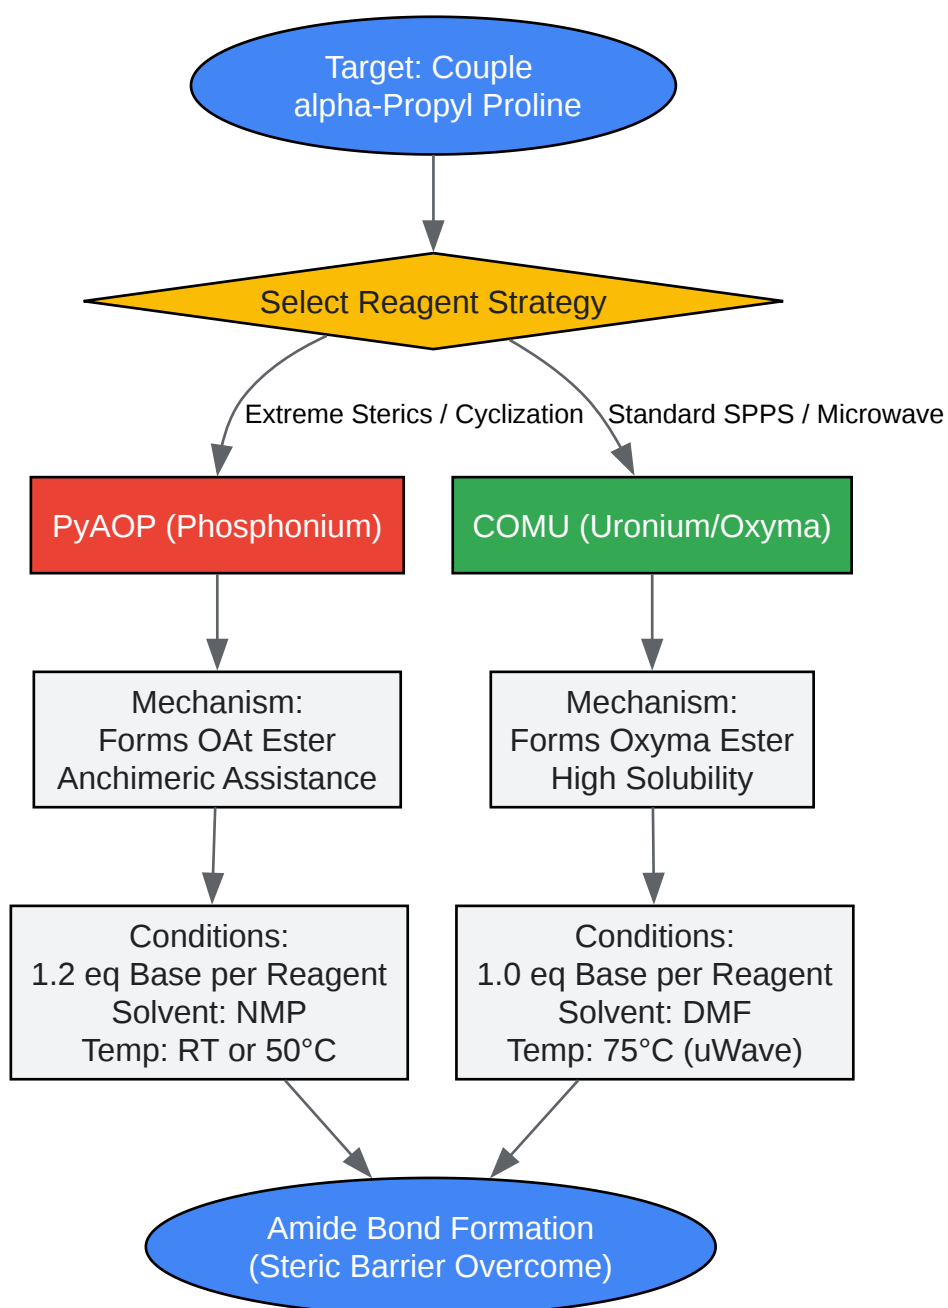 Target: Couple
alpha-Propyl Proline
Select Reagent Strategy
Extreme Sterics / Cyclization
Standard SPPS / Microwave
PyAOP (Phosphonium)
COMU (Uronium/Oxyma)
Mechanism:
Forms OAt Ester
Anchimeric Assistance
Mechanism:
Forms Oxyma Ester
High Solubility
Conditions:
1.2 eq Base per Reagent
Solvent: NMP
Temp: RT or 50°C
Conditions:
1.0 eq Base per Reagent
Solvent: DMF
Temp: 75°C (uWave)
Amide Bond Formation
(Steric Barrier Overcome)